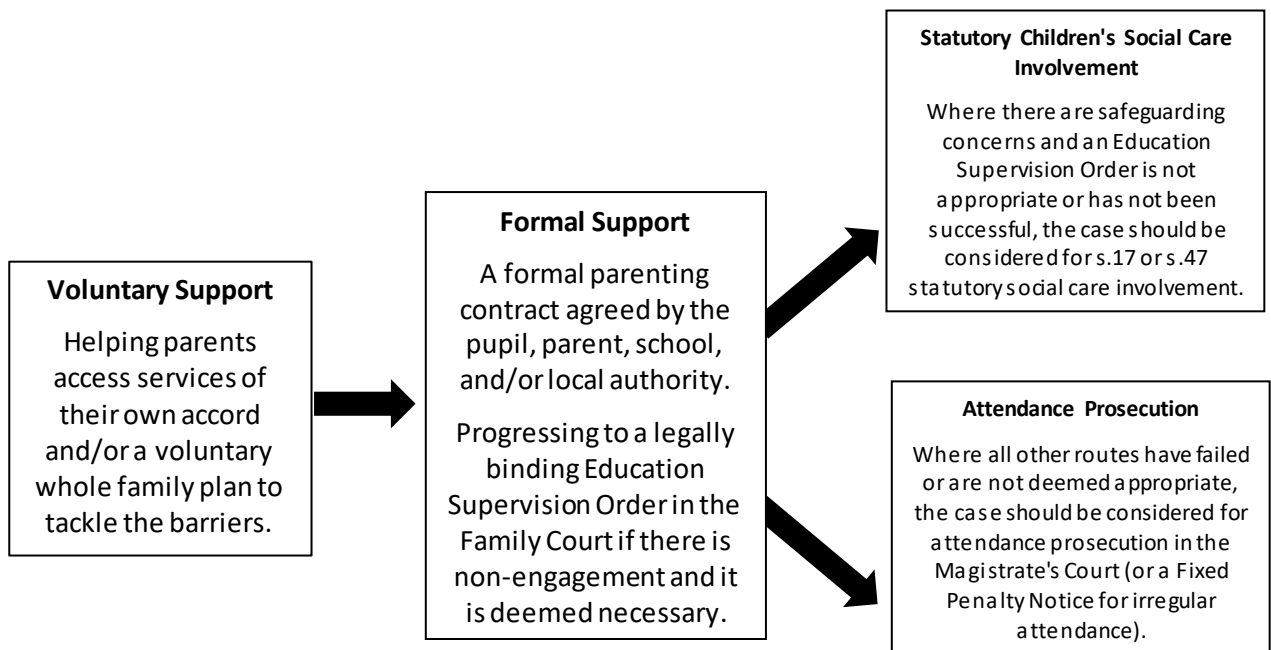 Voluntary Support
Helping parents
access services of
their own accord
and/or a voluntary
whole family plan to
tackle the barriers.
Formal Support
A formal parenting
contract agreed by the
pupil, parent, school,
and/or local authority.
Progressing to a legally
binding Education
Supervision Order in the
Family Court if there is
non-engagement and it
is deemed necessary.
Statutory Children's Social Care
Involvement
Where there are safeguarding
concerns and an Education
Supervision Order is not
appropriate or has not been
successful, the case should be
considered for s.17 or s.47
statutory social care involvement.
Attendance Prosecution
Where all other routes have failed
or are not deemed appropriate,
the case should be considered for
attendance prosecution in the
Magistrate's Court (or a Fixed
Penalty Notice for irregular
attendance).